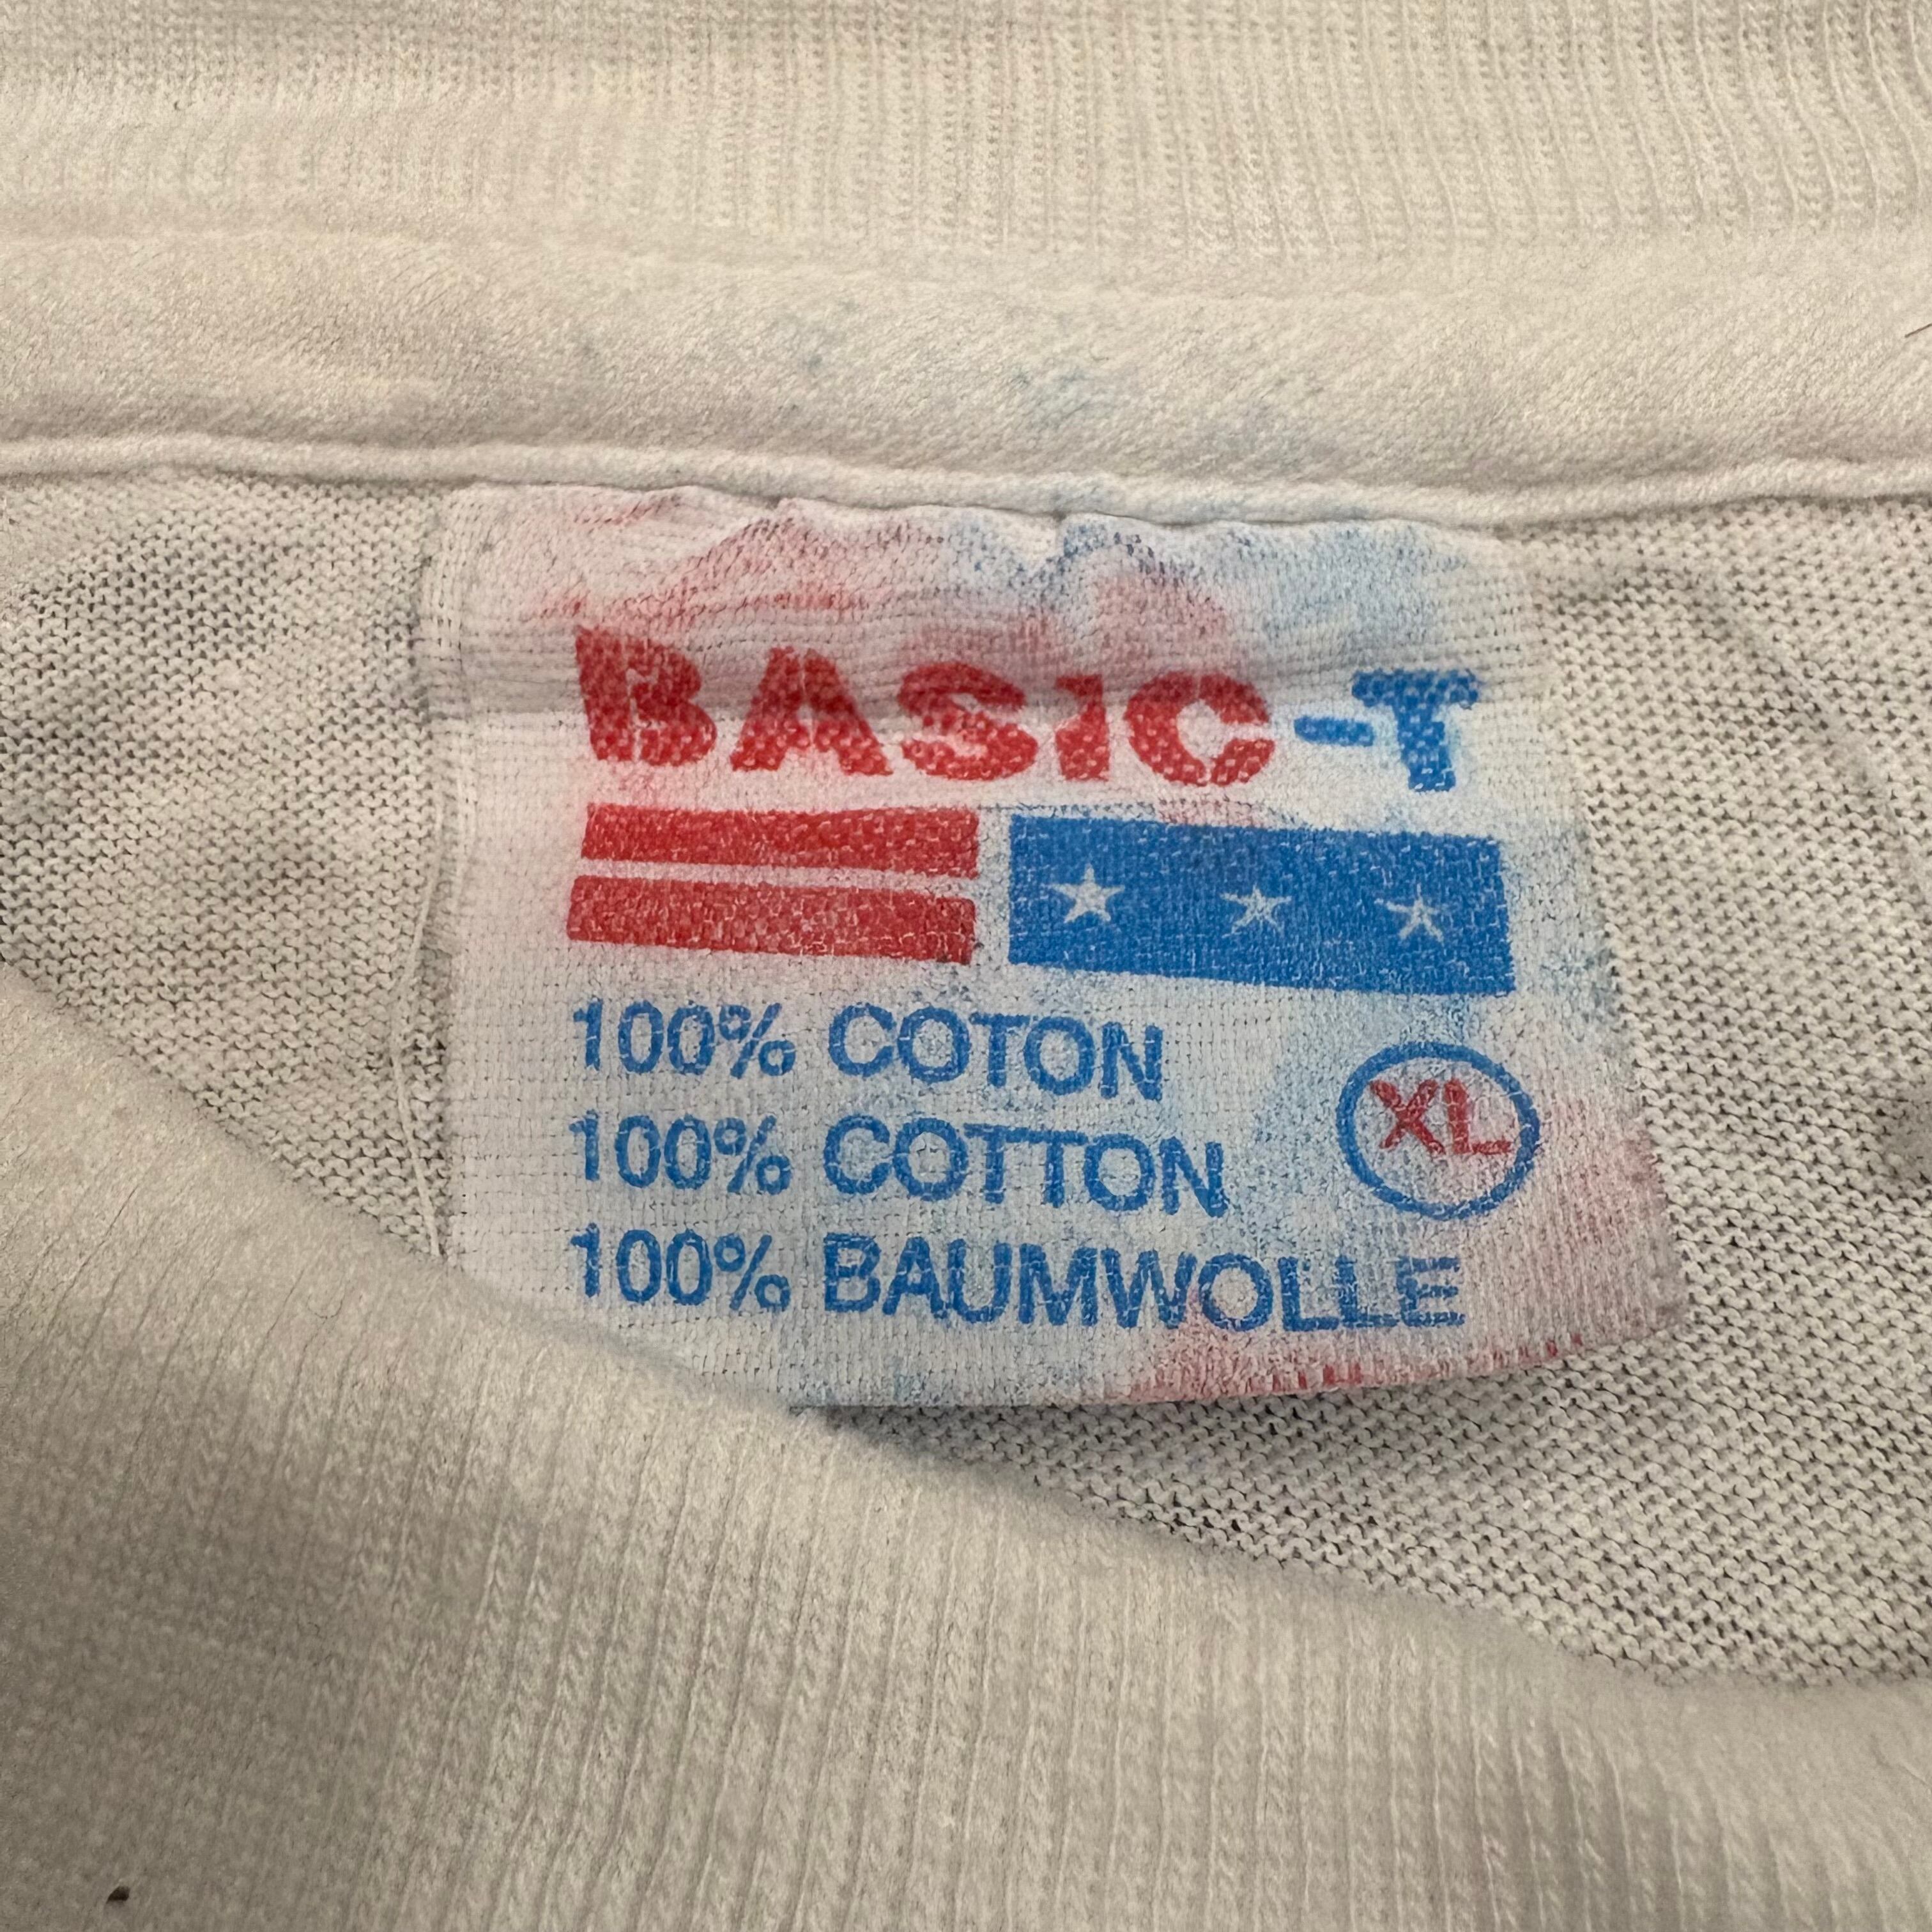 BASIC-T
100% COTON
100% COTTON
XL
100% BAUMWOLLE